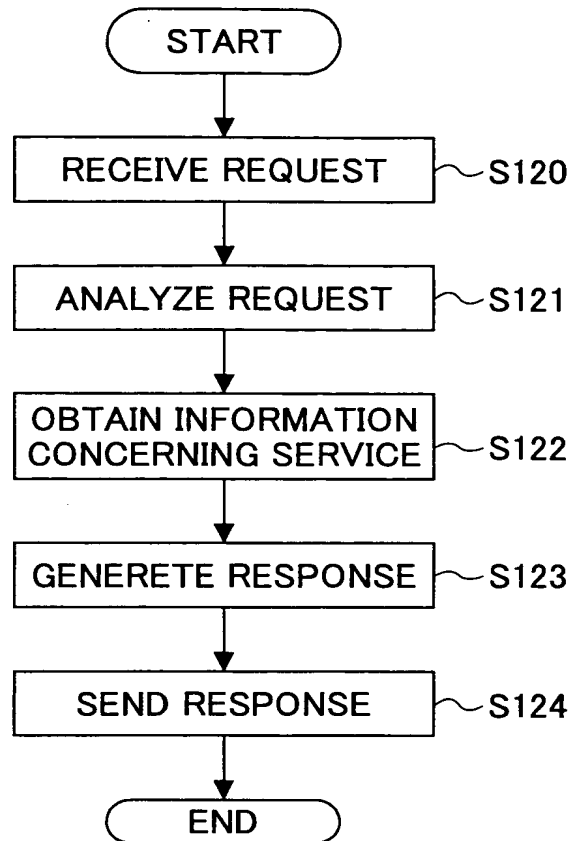 START
RECEIVE REQUEST
S120
ANALYZE REQUEST
S121
OBTAIN INFORMATION
CONCERNING SERVICE
S122
GENERETE RESPONSE
S123
SEND RESPONSE
S124
END